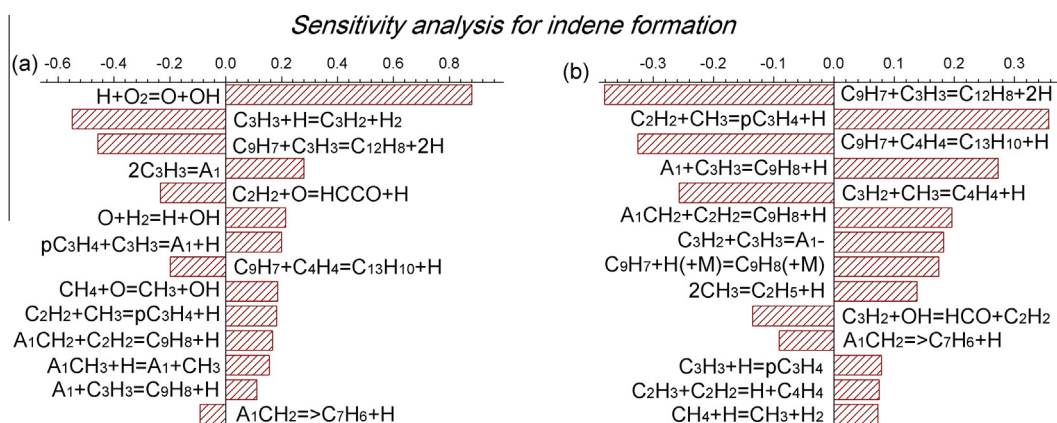 Sensitivity analysis for indene formation
(a)
-0.6 -0.4 -0.2 0.0 0.2 0.4 0.6 0.8
H+O₂=O+OH
C₃H₃+H=C₃H₂+H₂
C₉H₇+C₃H₃=C₁₂H₈+2H
2C₃H₃=A₁
C₂H₂+O=HCCO+H
O+H₂=H+OH
pC₃H₄+C₃H₃=A₁+H
C₉H₇+C₄H₄=C₁₃H₁₀+H
CH₄+O=CH₃+OH
C₂H₂+CH₃=pC₃H₄+H
A₁CH₂+C₂H₂=C₉H₈+H
A₁CH₃+H=A₁+CH₃
A₁+C₃H₃=C₉H₈+H
A₁CH₂=>C₇H₆+H
(b)
-0.3 -0.2 -0.1 0.0 0.1 0.2 0.3
C₉H₇+C₃H₃=C₁₂H₈+2H
C₂H₂+CH₃=pC₃H₄+H
C₉H₇+C₄H₄=C₁₃H₁₀+H
A₁+C₃H₃=C₉H₈+H
C₃H₂+CH₃=C₄H₄+H
A₁CH₂+C₂H₂=C₉H₈+H
C₃H₂+C₃H₃=A₁-
C₉H₇+H(+M)=C₉H₈(+M)
2CH₃=C₂H₅+H
C₃H₂+OH=HCO+C₂H₂
A₁CH₂=>C₇H₆+H
C₃H₃+H=pC₃H₄
C₂H₃+C₂H₂=H+C₄H₄
CH₄+H=CH₃+H₂